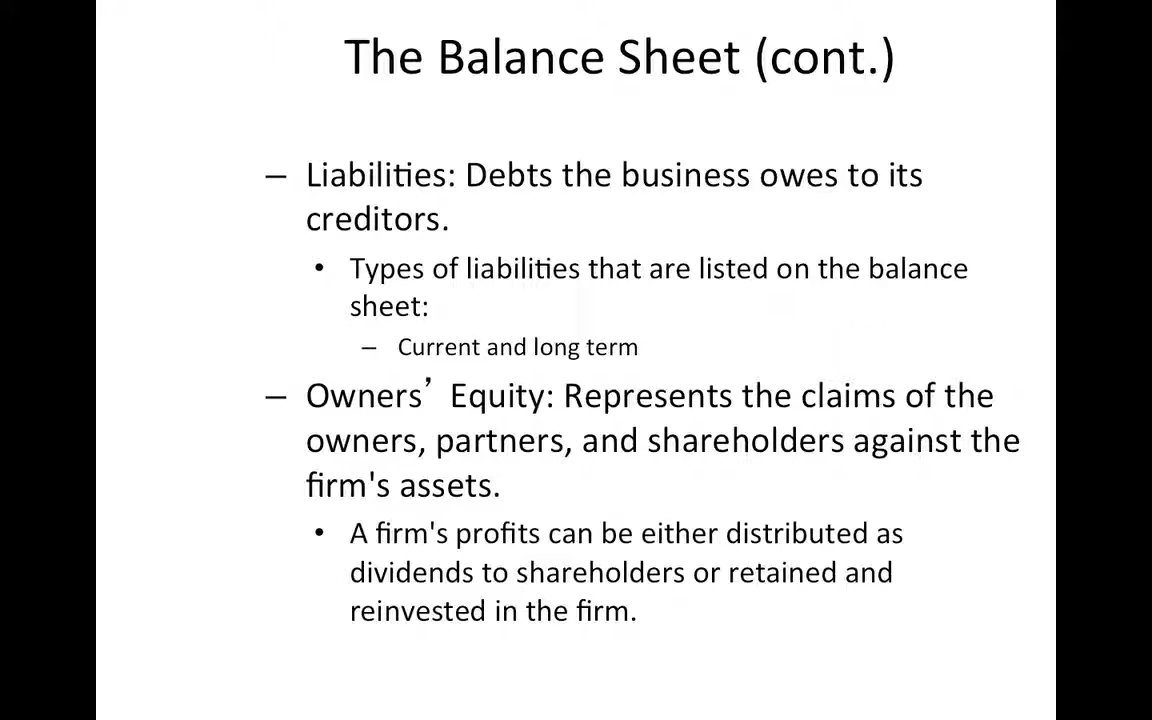 The Balance Sheet (cont.)
– Liabilities: Debts the business owes to its
creditors.
• Types of liabilities that are listed on the balance
sheet:
– Current and long term
– Owners’ Equity: Represents the claims of the
owners, partners, and shareholders against the
firm's assets.
• A firm's profits can be either distributed as
dividends to shareholders or retained and
reinvested in the firm.